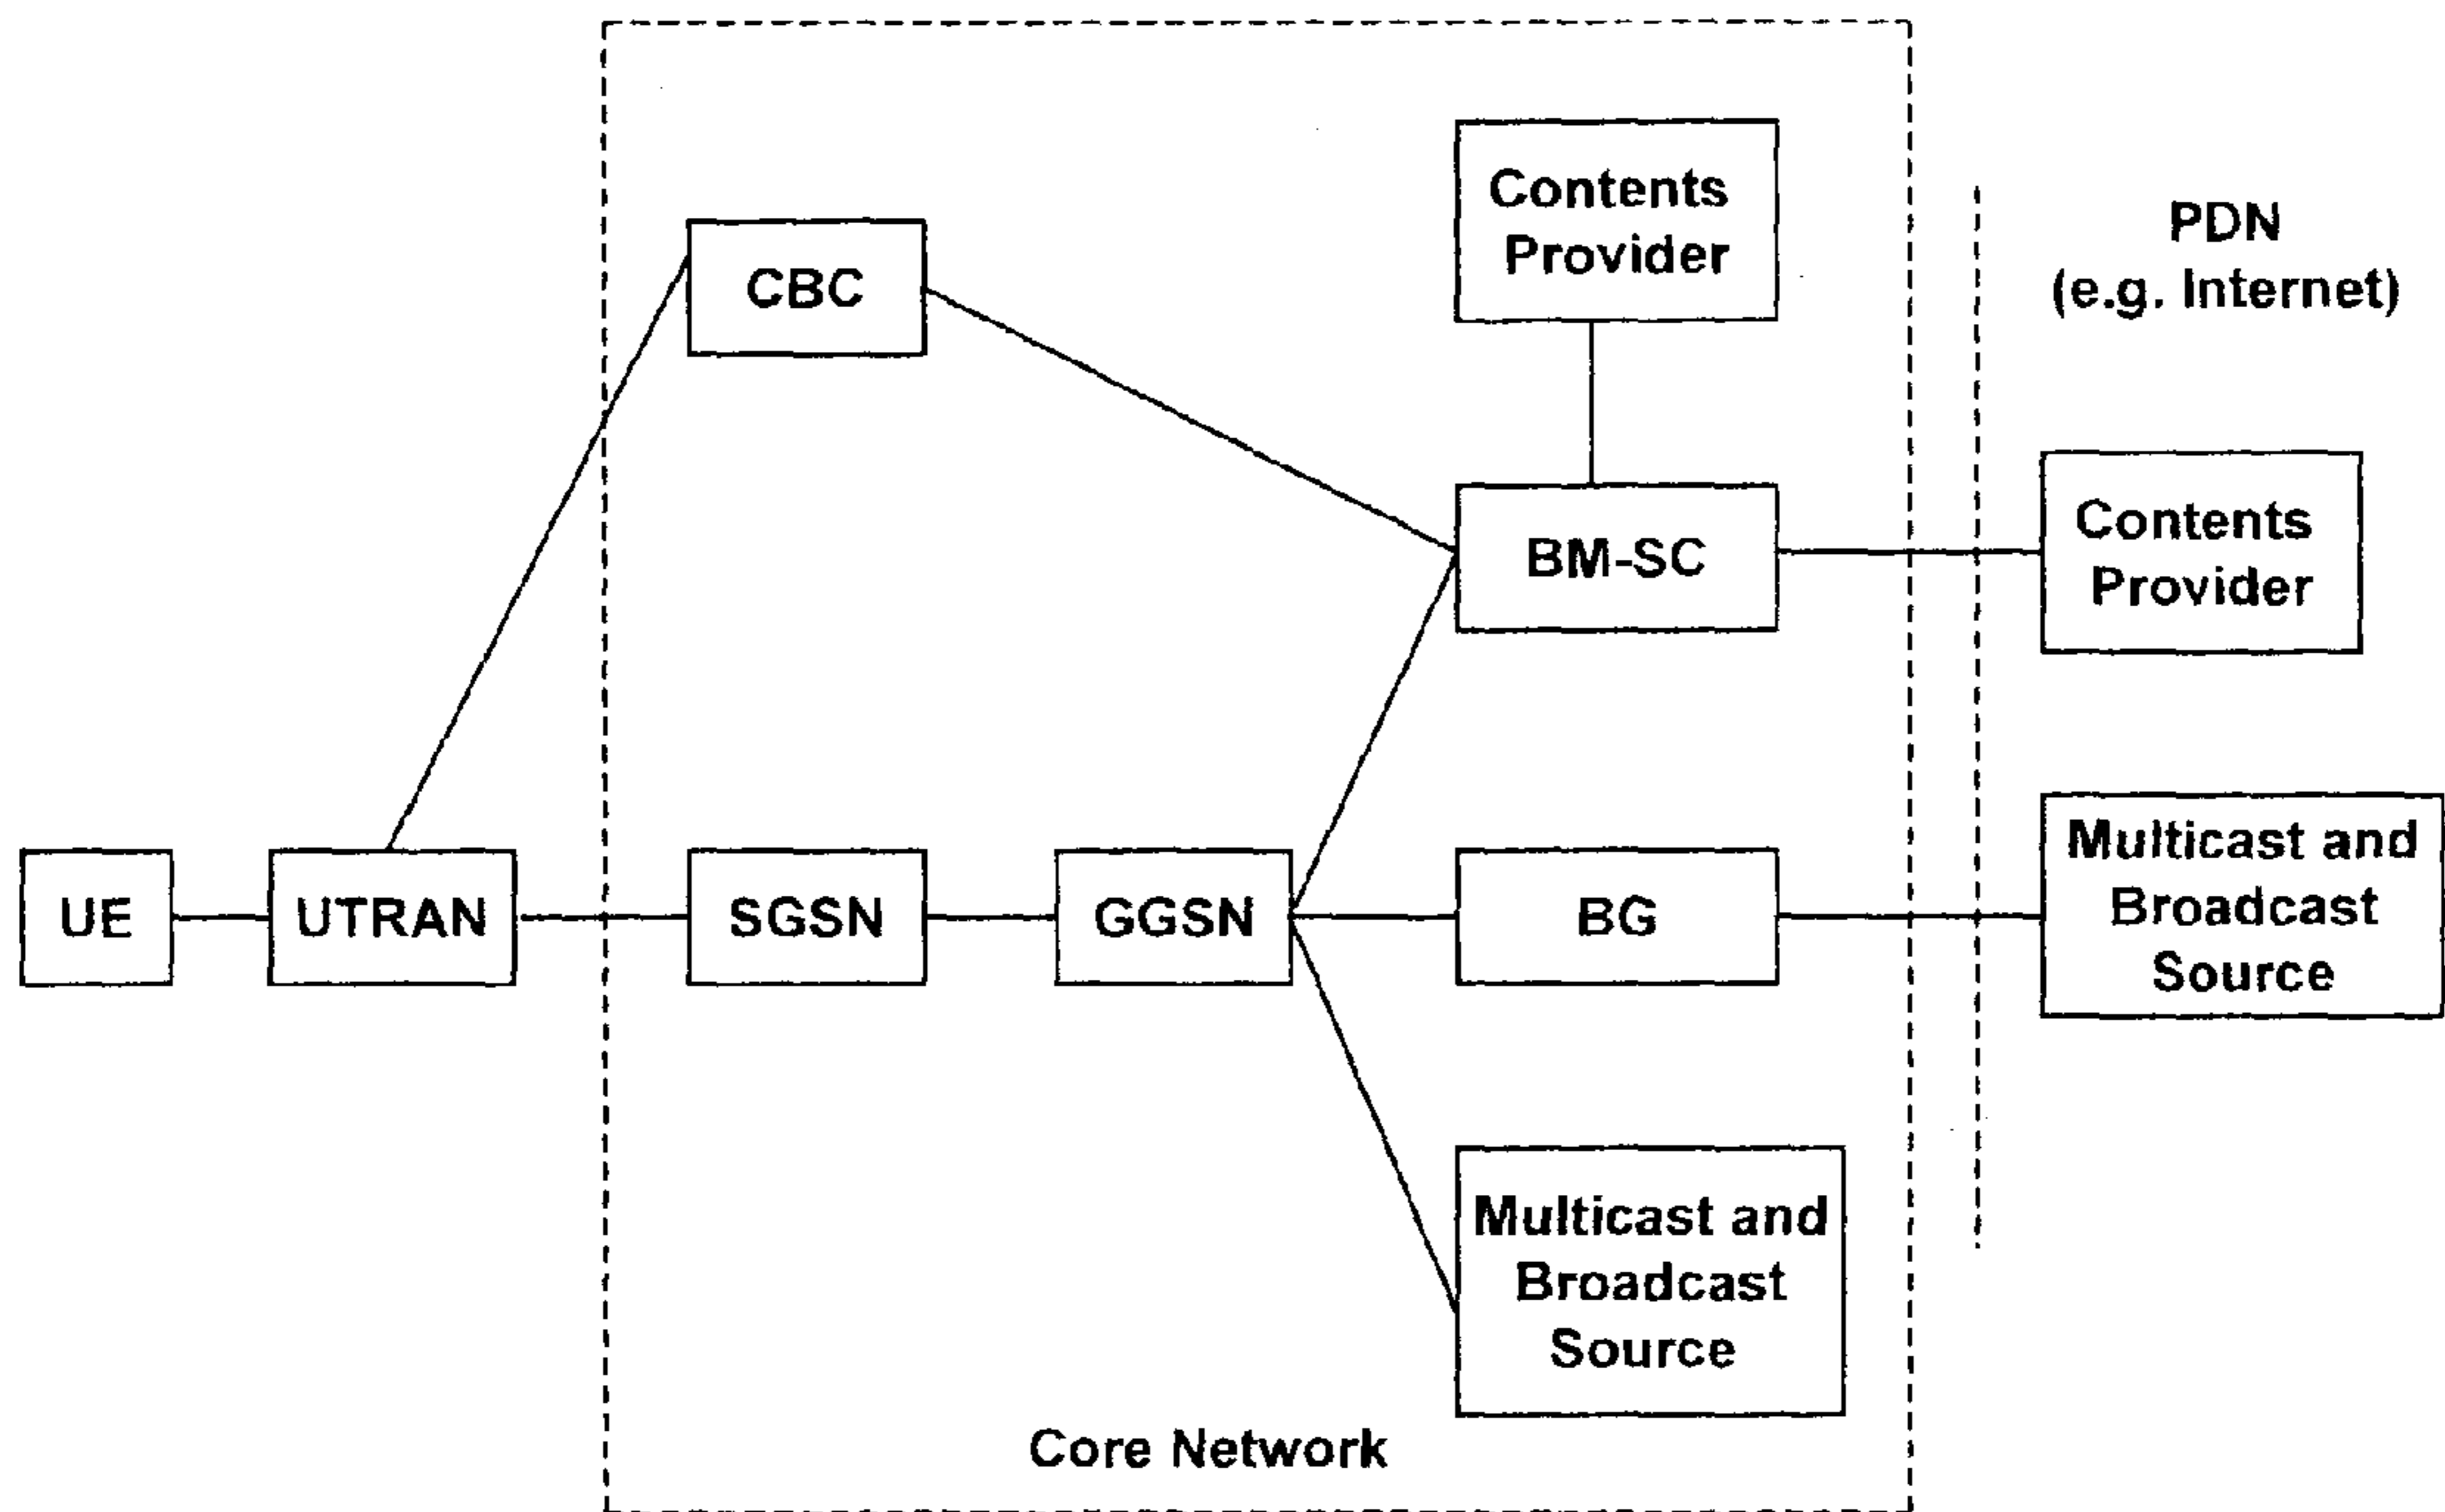 Contents
Provider
PDN
(e.g. Internet)
CBC
BM-SC
Contents
Provider
UE
UTRAN
SGSN
GGSN
BG
Multicast and
Broadcast
Source
Multicast and
Broadcast
Source
Core Network